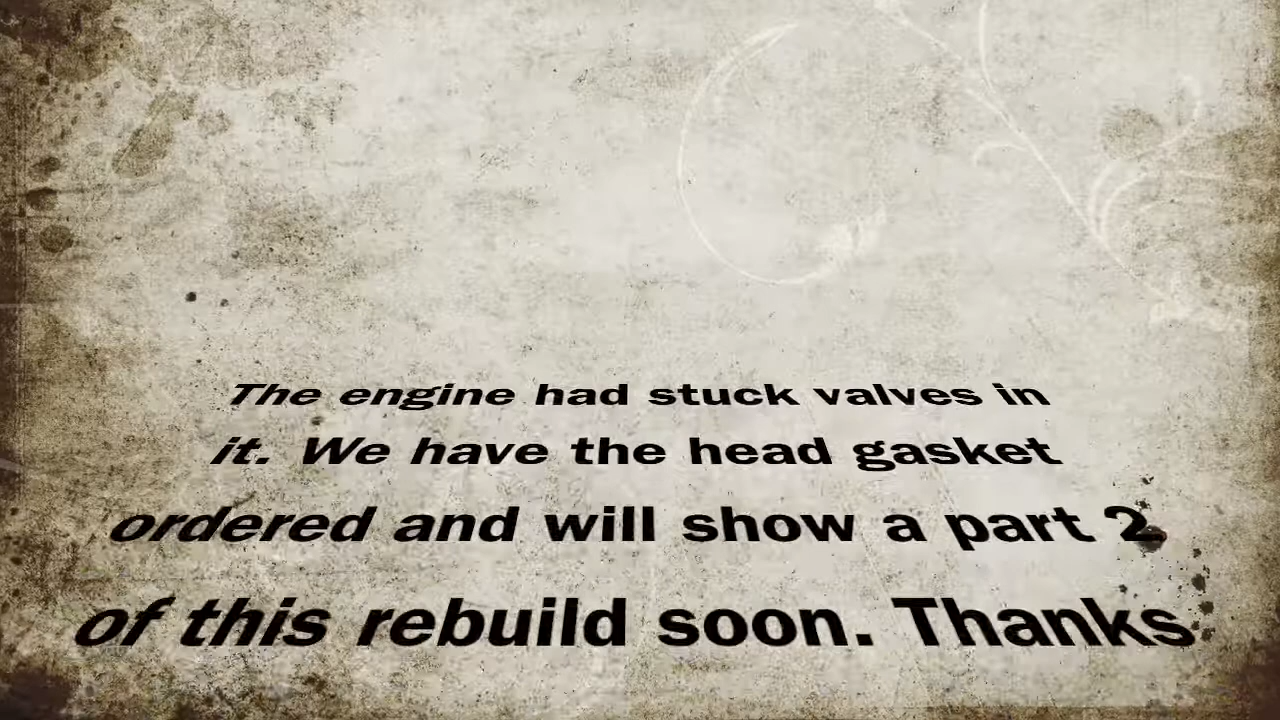 The engine had stuck valves in
it. We have the head gasket
ordered and will show a part 2
of this rebuild soon. Thanks